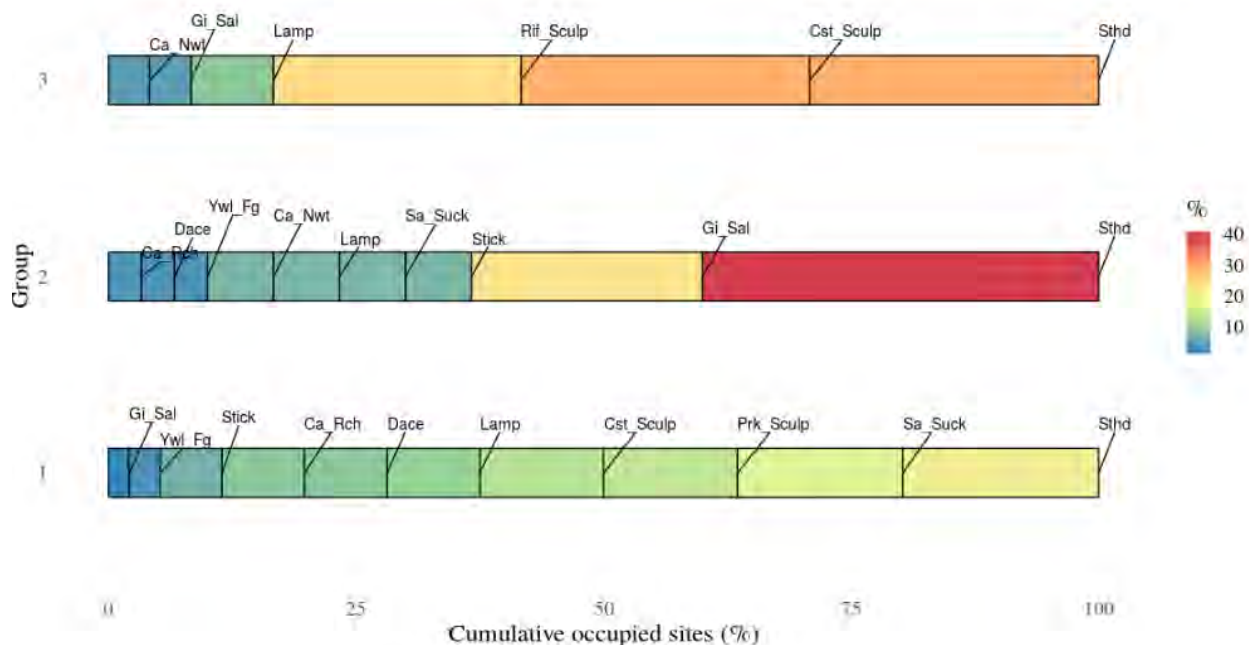 Gi_Sal
Ca_Nwt
Lamp
Rif_Sculp
Cst_Sculp
Sthd
3
Ywl_Fg
Dace
Ca_Nwt
Sa_Suck
Ca_Rch
Lamp
Stick
Gi_Sal
Sthd
2
Group
%
40
30
20
10
Gi_Sal
Ywl_Fg
Stick
Ca_Rch
Dace
Lamp
Cst_Sculp
Prk_Sculp
Sa_Suck
Sthd
1
0 25 50 75 100
Cumulative occupied sites (%)